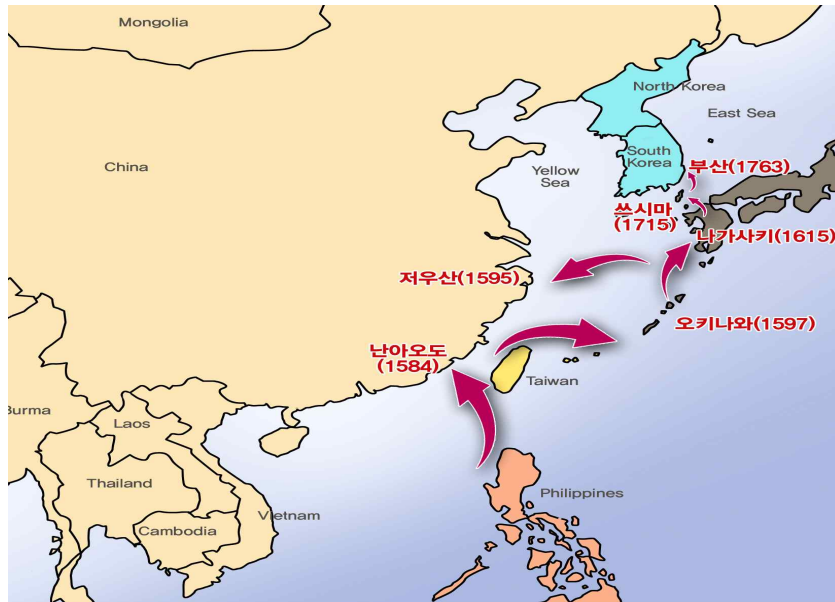 Mongolia
North Korea
East Sea
China
South
Korea
부산(1763)
Yellow
Sea
쓰시마
(1715)
나가사키(1615)
저우산(1595)
오키나와(1597)
난아오도
(1584)
Taiwan
Burma
Laos
Thailand
Philippines
Vietnam
Cambodia